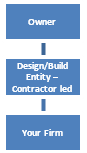 Owner
Design/Build
Entity –
Contractor led
Your Firm